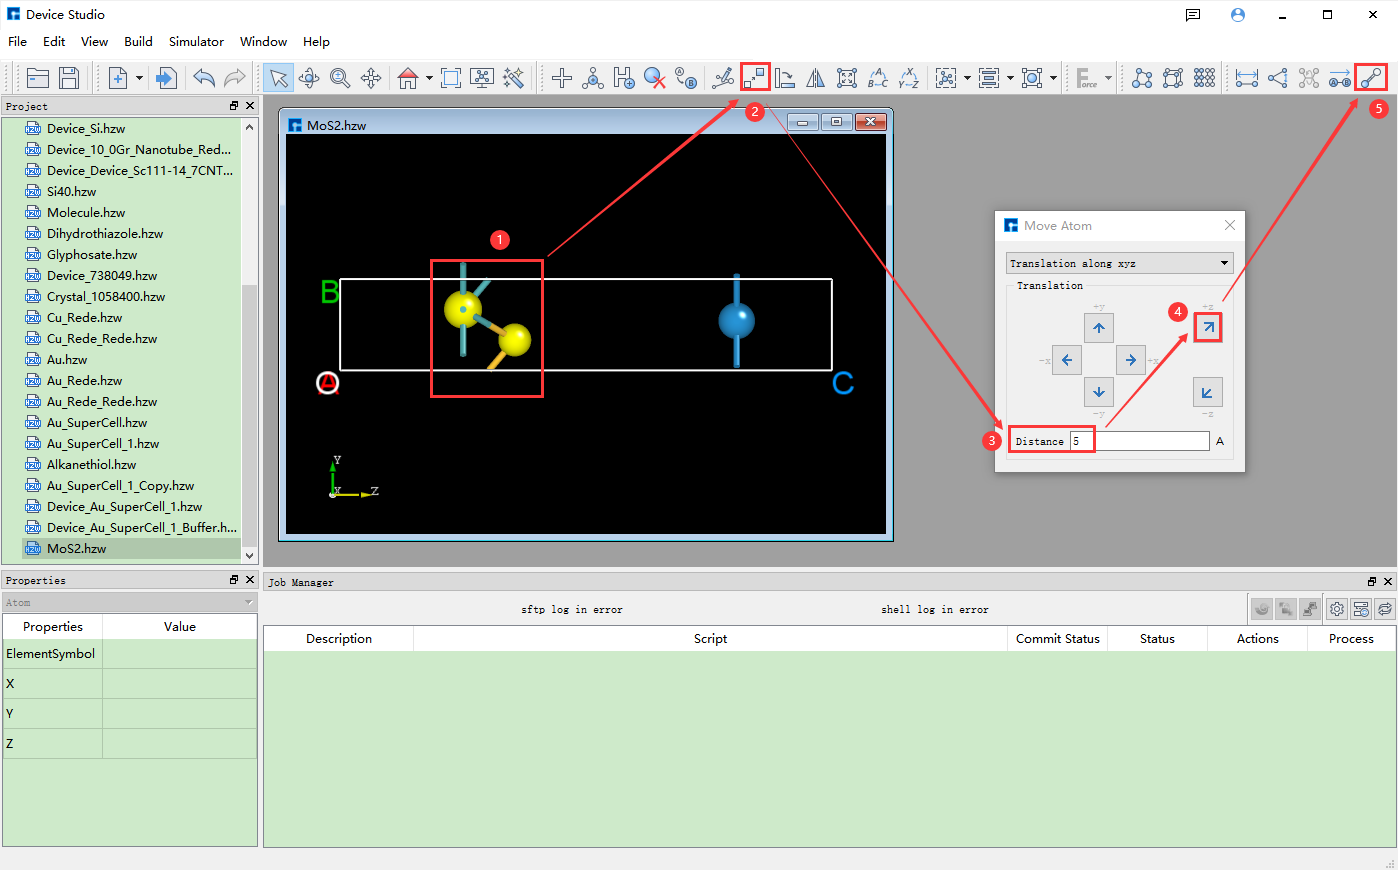 Device Studio
File Edit View Build Simulator Window Help
Force
A
B-C
X
Y-Z
A-B
Project
Device_Si.hzw
Device_10_0Gr_Nanotube_Red...
Device_Device_Sc111-14_7CNT...
Si40.hzw
Molecule.hzw
Dihydrothiazole.hzw
Glyphosate.hzw
Device_738049.hzw
Crystal_1058400.hzw
Cu_Rede.hzw
Cu_Rede_Rede.hzw
Au.hzw
Au_Rede.hzw
Au_Rede_Rede.hzw
Au_SuperCell.hzw
Au_SuperCell_1.hzw
Alkanethiol.hzw
Au_SuperCell_1_Copy.hzw
Device_Au_SuperCell_1.hzw
Device_Au_SuperCell_1_Buffer.h...
MoS2.hzw
MoS2.hzw
1
2
B
A
C
Y
X
Z
Move Atom
Translation along xyz
Translation
+y
+z
4
-x
+x
-y
-z
3
Distance 5 A
5
Properties
Atom
Properties Value
ElementSymbol
X
Y
Z
Job Manager
sftp log in error shell log in error
Description Script Commit Status Status Actions Process